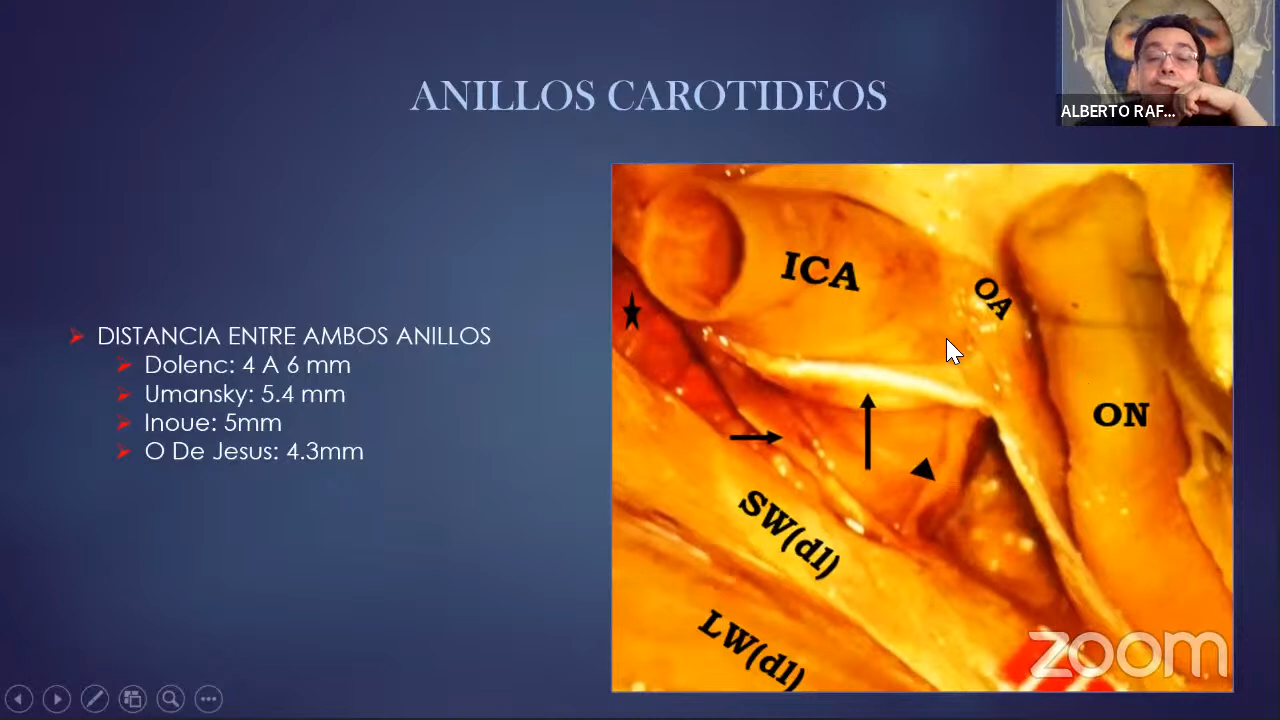 ANILLOS CAROTIDEOS
ALBERTO RAF...
DISTANCIA ENTRE AMBOS ANILLOS
Dolenc: 4 A 6 mm
Umansky: 5.4 mm
Inoue: 5mm
O De Jesus: 4.3mm
ICA
OA
ON
SW(dl)
LW(dl)
zoom